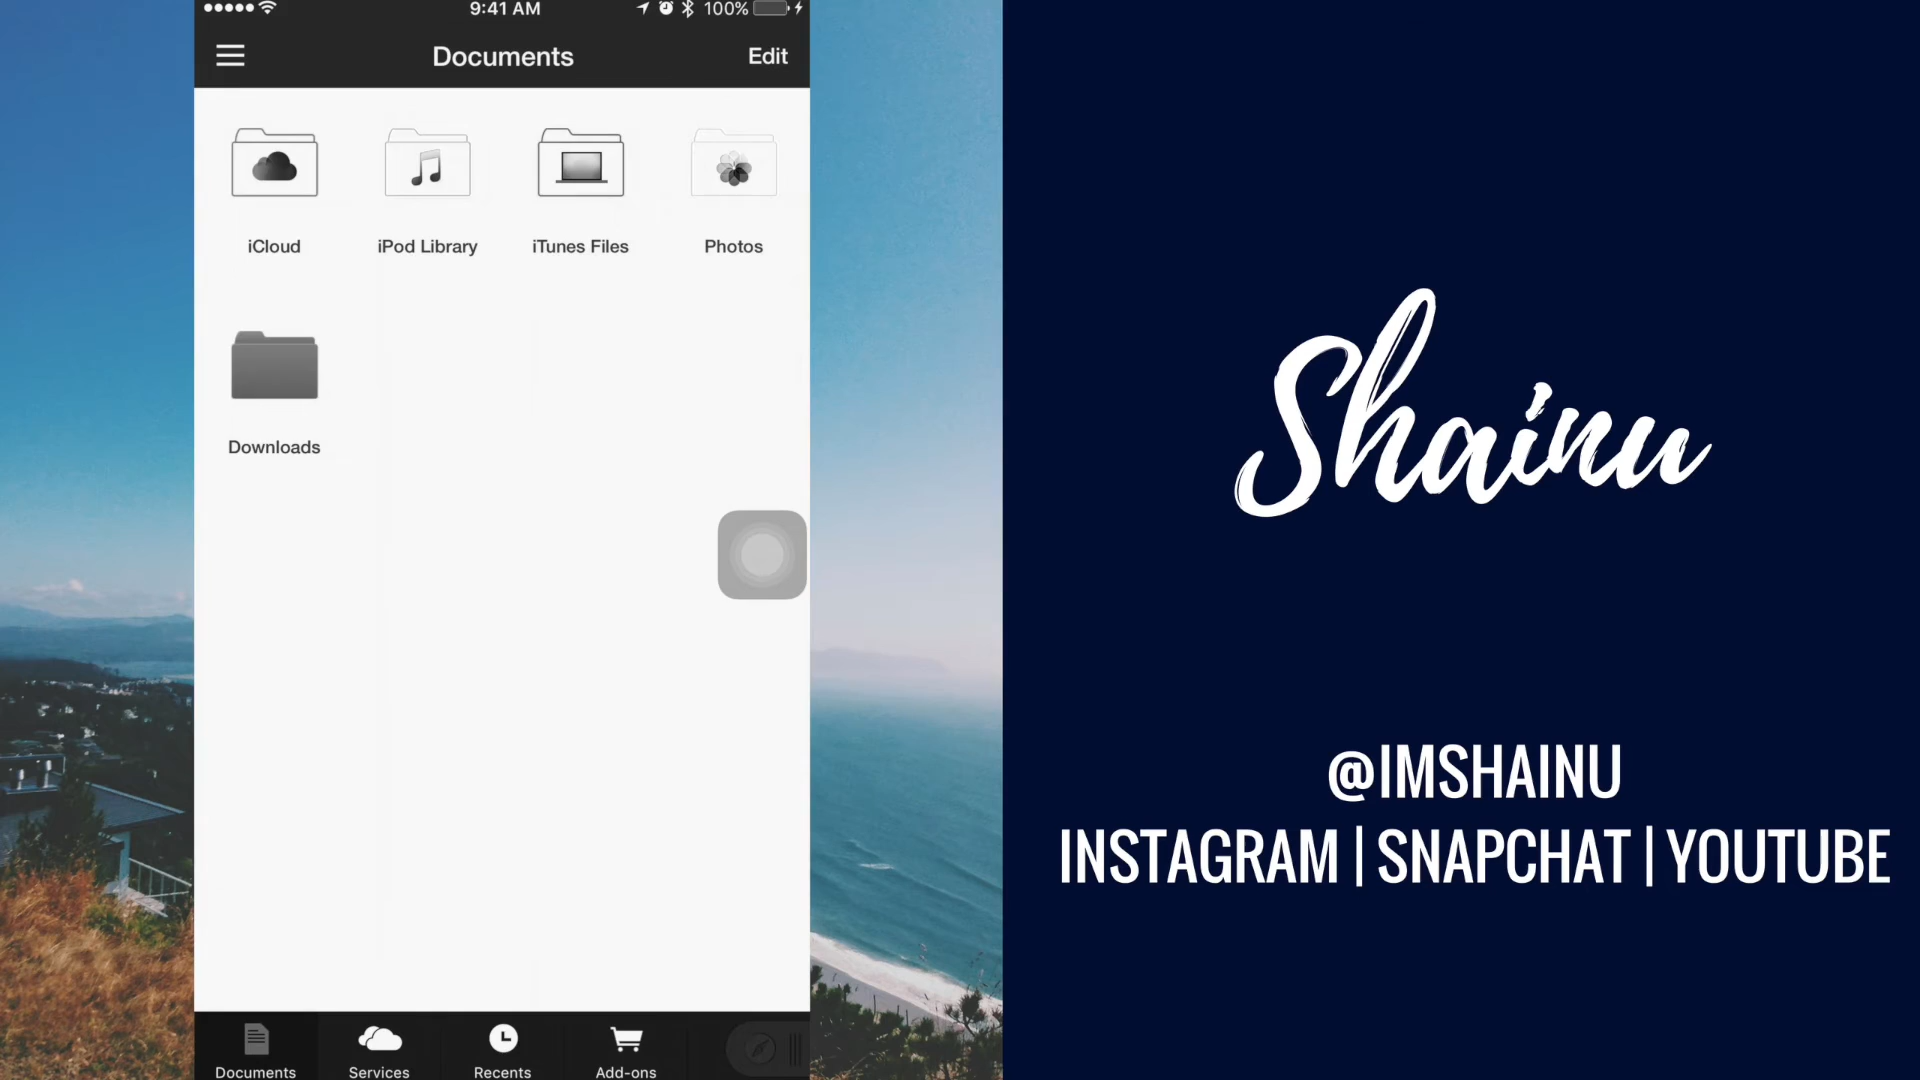 9:41 AM
100%
Documents
Edit
iCloud
iPod Library
iTunes Files
Photos
Downloads
Documents
Services
Recents
Add-ons
Shainu
@IMSHAINU
INSTAGRAM | SNAPCHAT | YOUTUBE